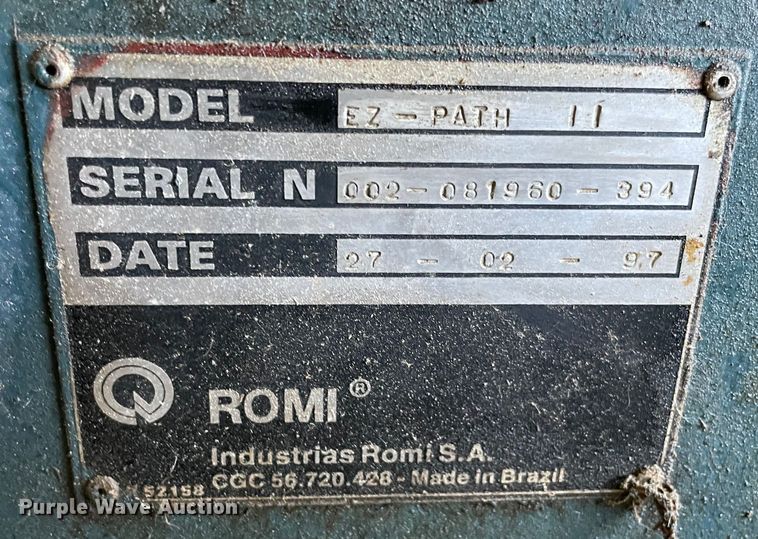 MODEL EZ-PATH II
SERIAL N 002-081960-394
DATE 27 - 02 - 97
ROMI®
Industrias Romi S.A.
CGC 56.720.428 - Made in Brazil
52158
Purple Wave Auction